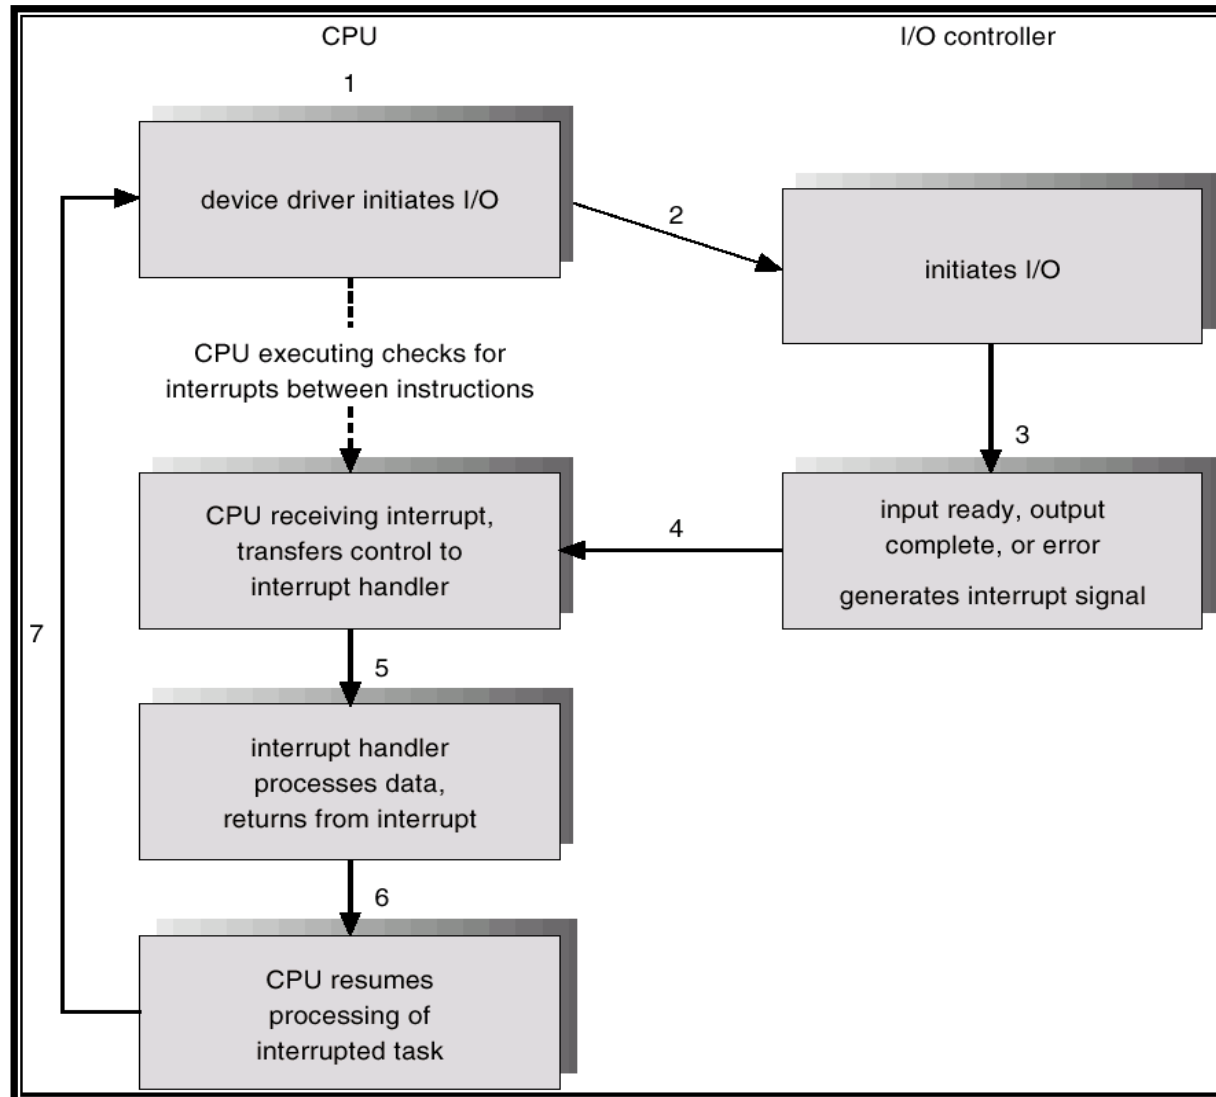 CPU
I/O controller
1
device driver initiates I/O
2
initiates I/O
CPU executing checks for
interrupts between instructions
3
CPU receiving interrupt,
transfers control to
interrupt handler
4
input ready, output
complete, or error
generates interrupt signal
7
5
interrupt handler
processes data,
returns from interrupt
6
CPU resumes
processing of
interrupted task